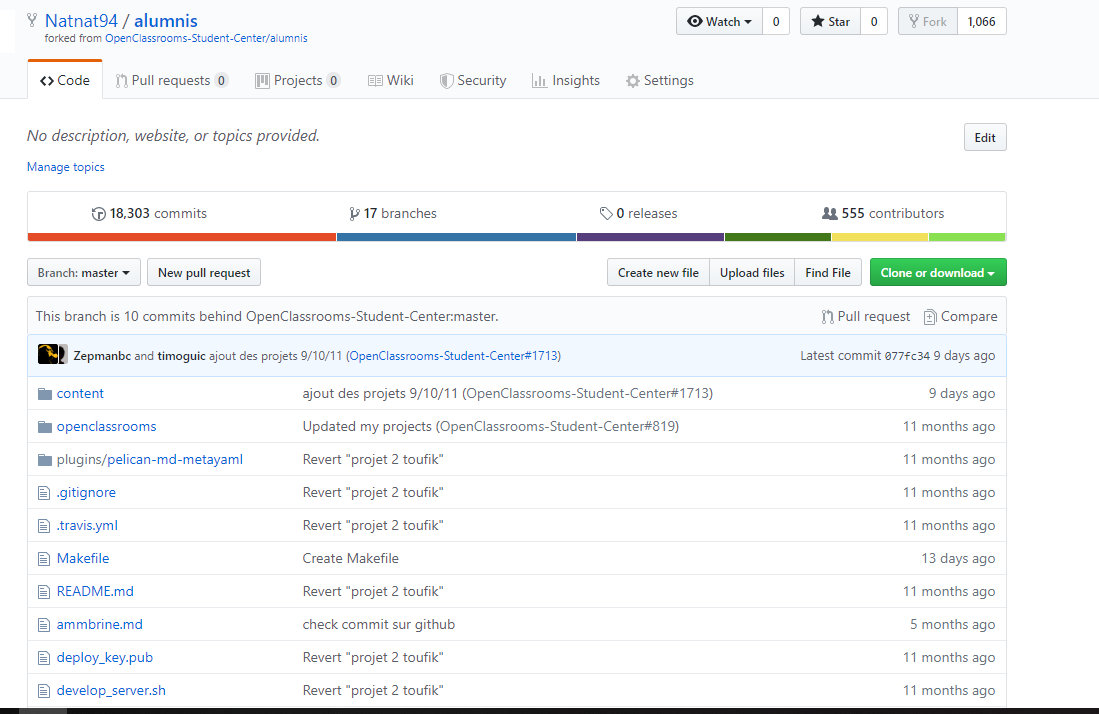 Natnat94 / alumnis
Watch 0 Star 0 Fork 1,066
forked from OpenClassrooms-Student-Center/alumnis
Code Pull requests 0 Projects 0 Wiki Security Insights Settings
No description, website, or topics provided. Edit
Manage topics
18,303 commits 17 branches 0 releases 555 contributors
Branch: master New pull request Create new file Upload files Find File Clone or download
This branch is 10 commits behind OpenClassrooms-Student-Center:master. Pull request Compare
Zepmanbc and timoguic ajout des projets 9/10/11 (OpenClassrooms-Student-Center#1713) Latest commit 077fc34 9 days ago
content ajout des projets 9/10/11 (OpenClassrooms-Student-Center#1713) 9 days ago
openclassrooms Updated my projects (OpenClassrooms-Student-Center#819) 11 months ago
plugins/pelican-md-metayaml Revert "projet 2 toufik" 11 months ago
.gitignore Revert "projet 2 toufik" 11 months ago
.travis.yml Revert "projet 2 toufik" 11 months ago
Makefile Create Makefile 13 days ago
README.md Revert "projet 2 toufik" 11 months ago
ammbrine.md check commit sur github 5 months ago
deploy_key.pub Revert "projet 2 toufik" 11 months ago
develop_server.sh Revert "projet 2 toufik" 11 months ago